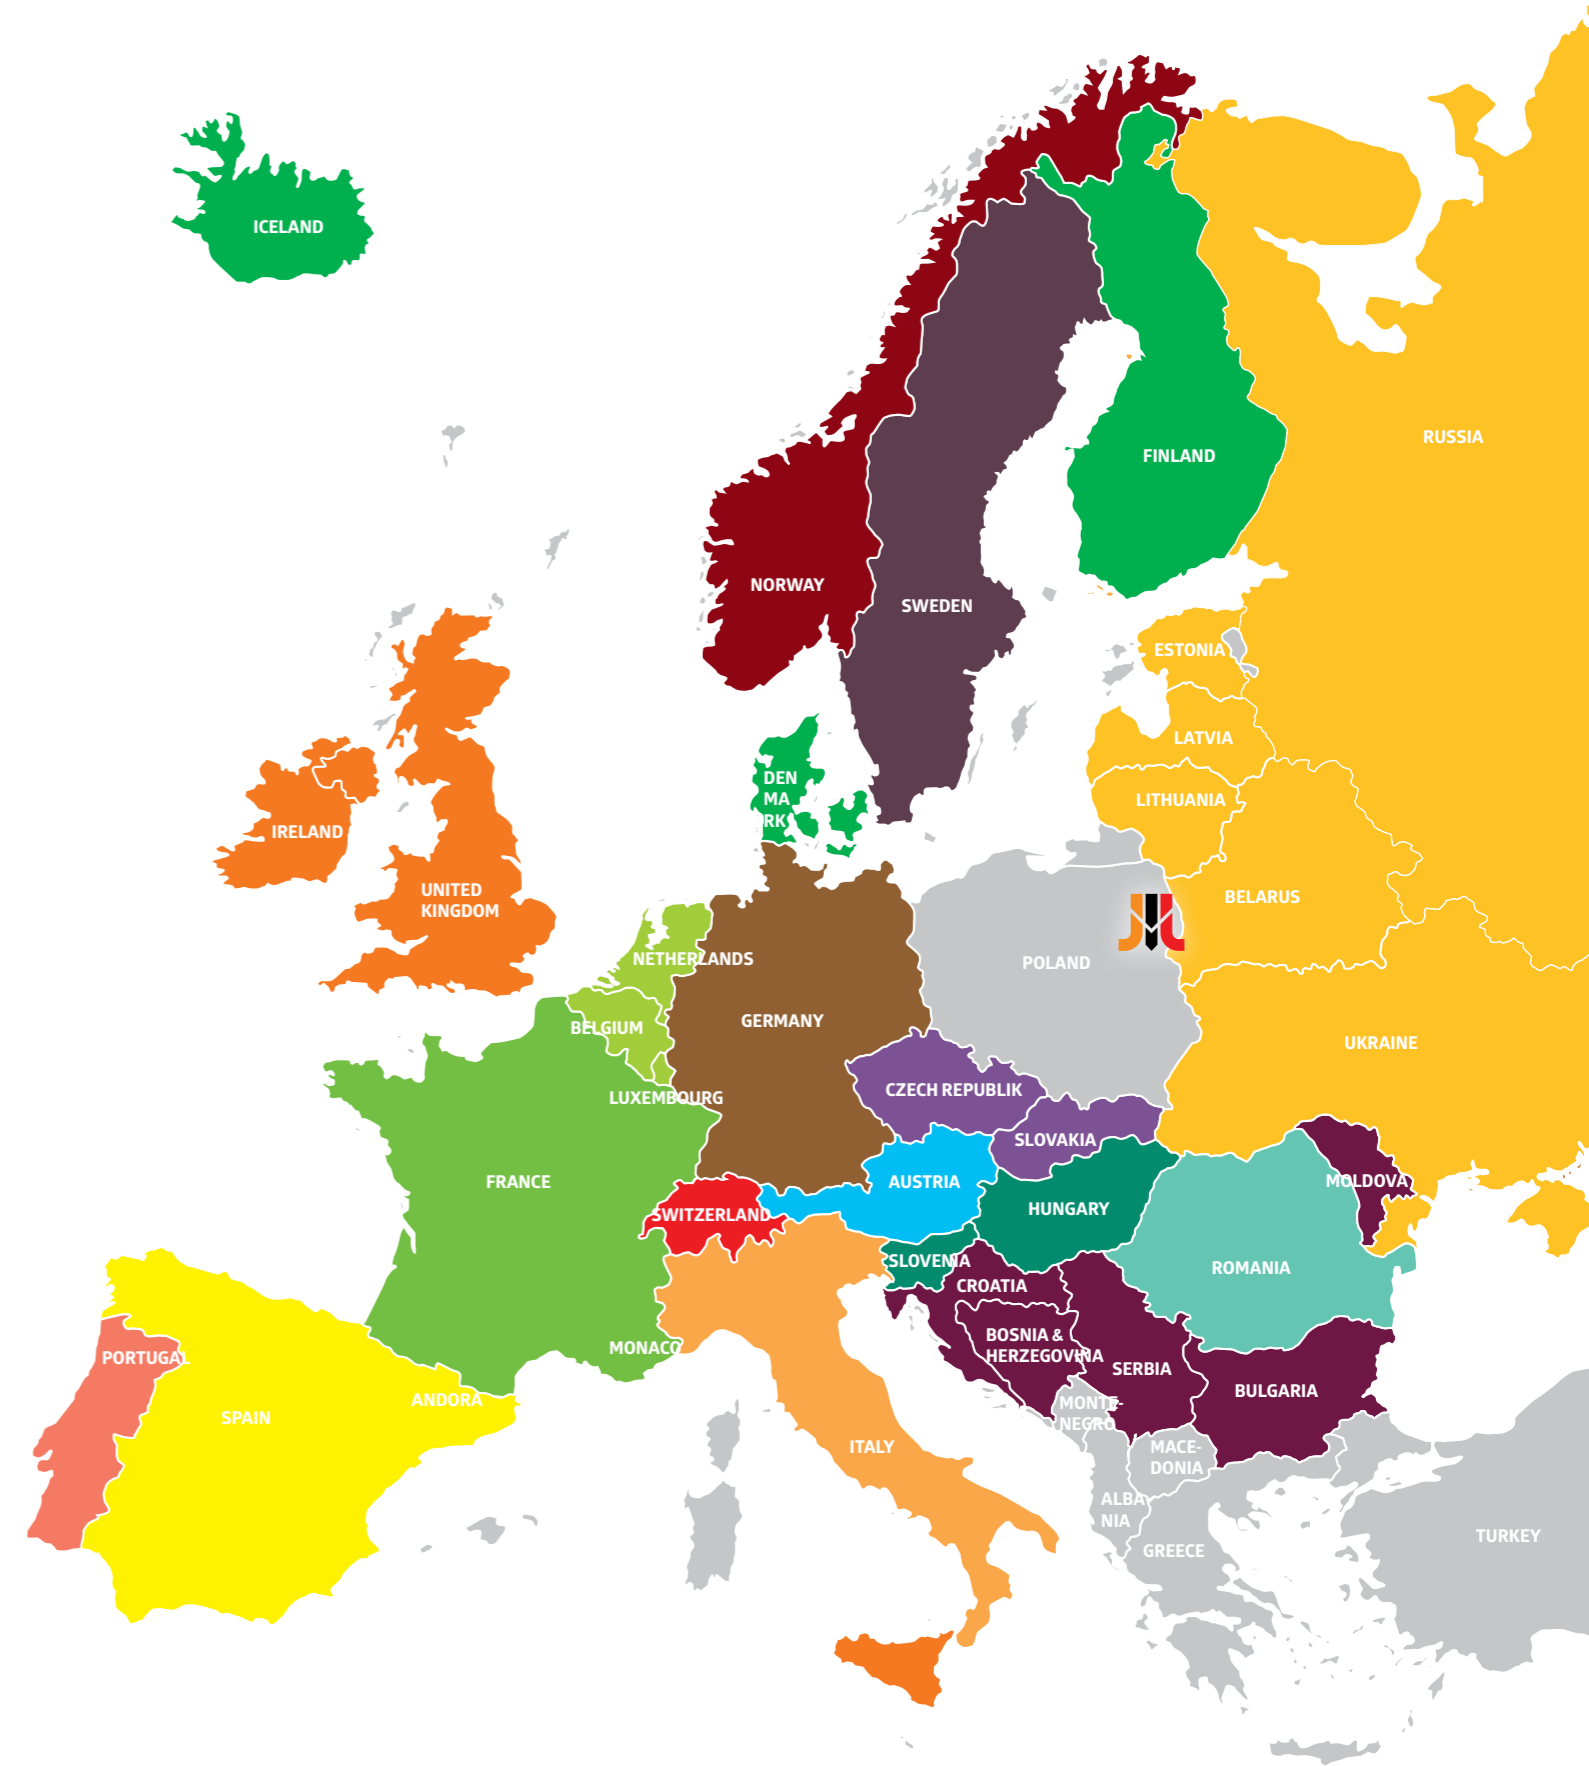 ICELAND
RUSSIA
FINLAND
NORWAY
SWEDEN
ESTONIA
LATVIA
DEN
MA
RK
LITHUANIA
IRELAND
UNITED
KINGDOM
BELARUS
NETHERLANDS
POLAND
GERMANY
BELGIUM
UKRAINE
CZECH REPUBLIK
LUXEMBOURG
SLOVAKIA
FRANCE
AUSTRIA
MOLDOVA
HUNGARY
SWITZERLAND
SLOVENIA
ROMANIA
CROATIA
BOSNIA &
HERZEGOVINA
MONACO
PORTUGAL
SERBIA
BULGARIA
ANDORA
MONTE-
NEGRO
SPAIN
ITALY
MACE-
DONIA
ALBA
NIA
TURKEY
GREECE